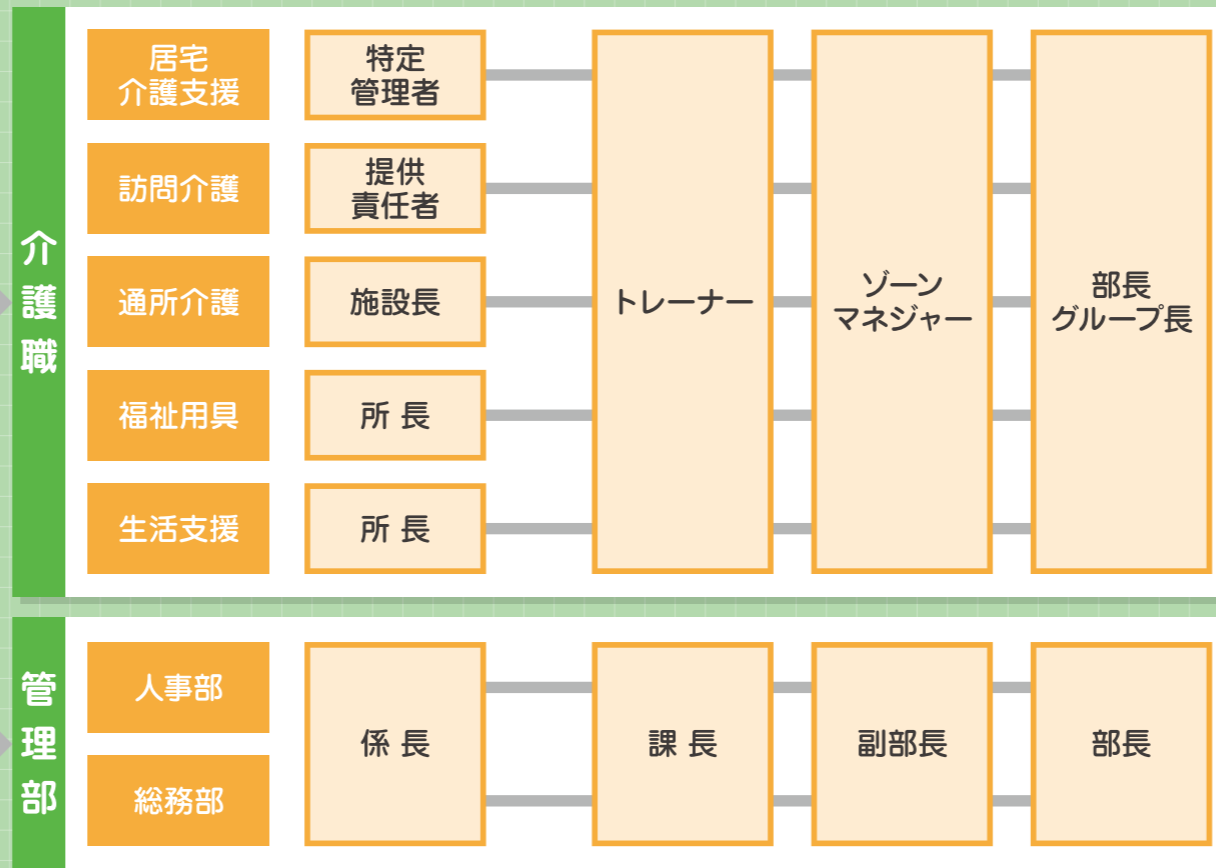 介護職
居宅
介護支援
特定
管理者
訪問介護
提供
責任者
通所介護
施設長
福祉用具
所 長
生活支援
所 長
トレーナー
ゾーン
マネジャー
部長
グループ長
管理部
人事部
総務部
係 長
課 長
副部長
部長